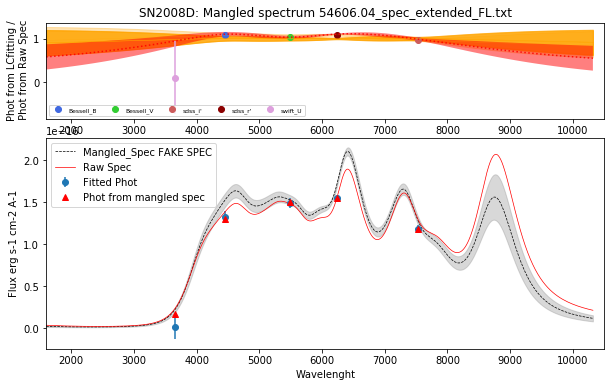 SN2008D: Mangled spectrum 54606.04_spec_extended_FL.txt
Phot from LCfitting /
Phot from Raw Spec
1
0
Bessell_B
Bessell_V
sdss_i'
sdss_r'
swift_U
2000 3000 4000 5000 6000 7000 8000 9000 10000
Flux erg s-1 cm-2 A-1
2.0
1.5
1.0
0.5
0.0
Mangled_Spec FAKE SPEC
Raw Spec
Fitted Phot
Phot from mangled spec
2000 3000 4000 5000 6000 7000 8000 9000 10000
Wavelenght